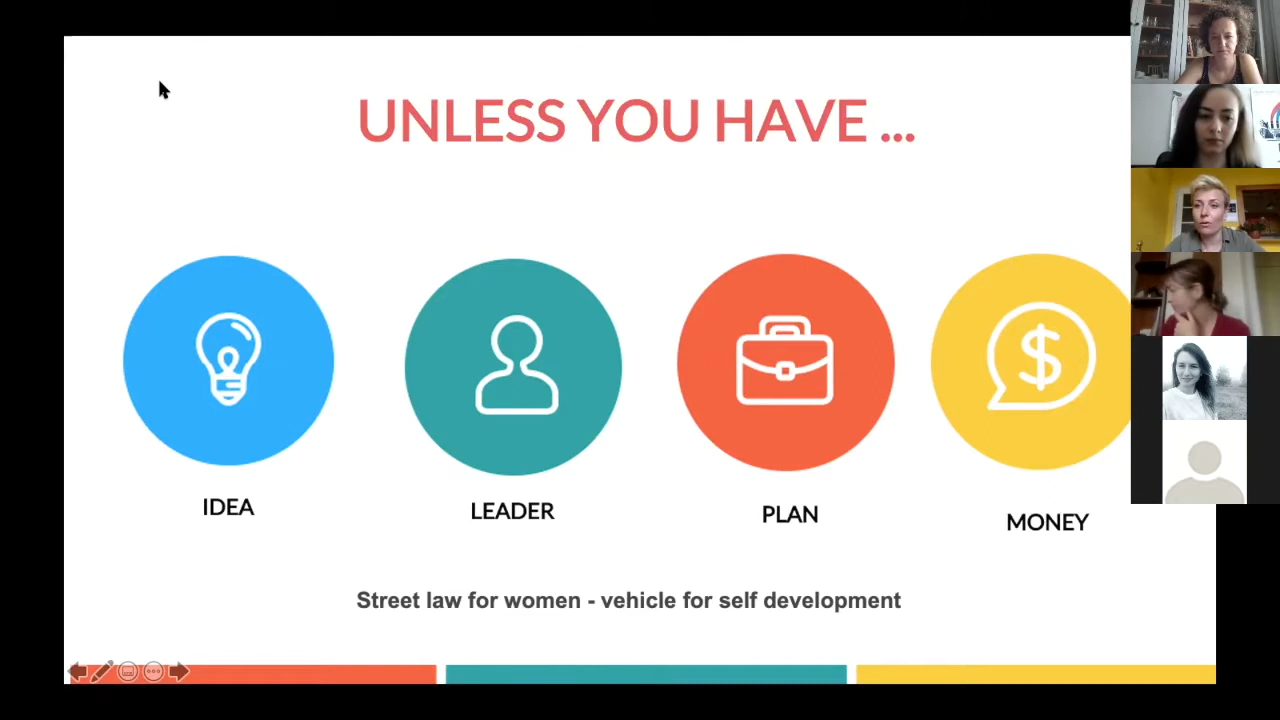 UNLESS YOU HAVE ...
IDEA
LEADER
PLAN
MONEY
Street law for women - vehicle for self development